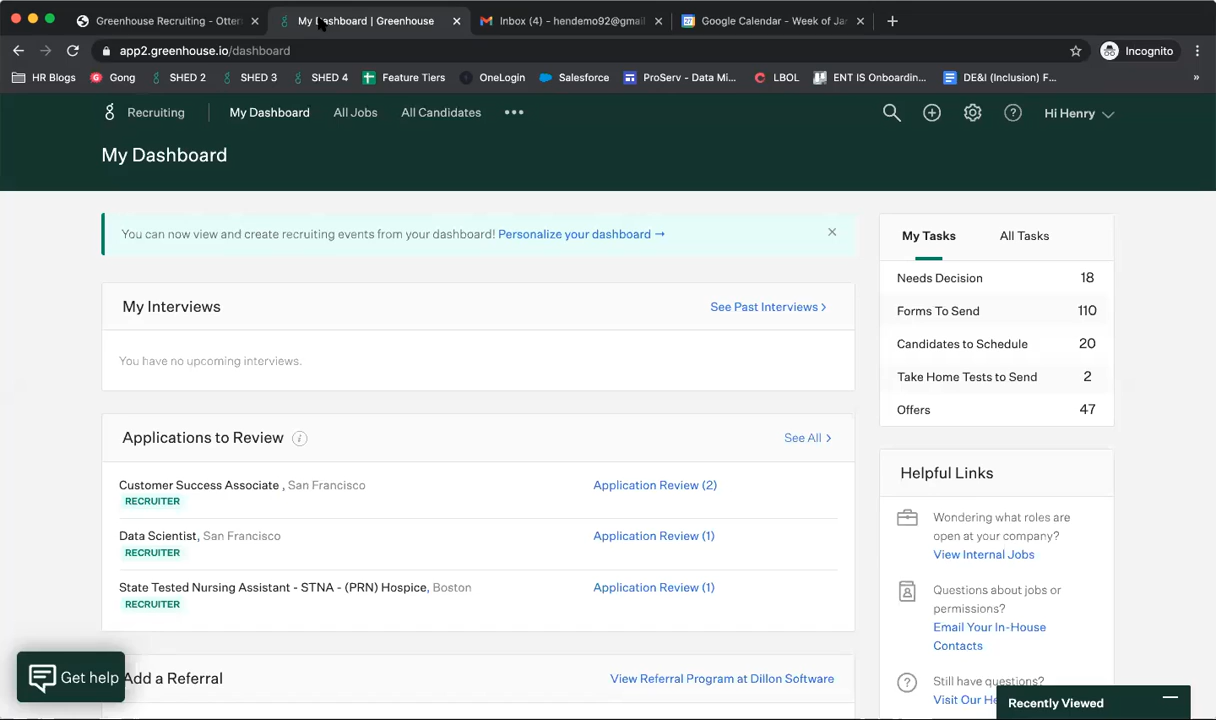 Greenhouse Recruiting - Otter
My Dashboard | Greenhouse
Inbox (4) - hendemo92@gmail
Google Calendar - Week of Jan
app2.greenhouse.io/dashboard
Incognito
HR Blogs
Gong
SHED 2
SHED 3
SHED 4
Feature Tiers
OneLogin
Salesforce
ProServ - Data Mi...
LBOL
ENT IS Onboardin...
DE&I (Inclusion) F...
»
Recruiting
My Dashboard
All Jobs
All Candidates
•••
Hi Henry
My Dashboard
You can now view and create recruiting events from your dashboard! Personalize your dashboard →
My Interviews
See Past Interviews >
You have no upcoming interviews.
Applications to Review
See All >
Customer Success Associate , San Francisco
Application Review (2)
RECRUITER
Data Scientist, San Francisco
Application Review (1)
RECRUITER
State Tested Nursing Assistant - STNA - (PRN) Hospice, Boston
Application Review (1)
RECRUITER
Add a Referral
View Referral Program at Dillon Software
Get help
My Tasks
All Tasks
Needs Decision 18
Forms To Send 110
Candidates to Schedule 20
Take Home Tests to Send 2
Offers 47
Helpful Links
Wondering what roles are
open at your company?
View Internal Jobs
Questions about jobs or
permissions?
Email Your In-House
Contacts
Still have questions?
Visit Our He
Recently Viewed